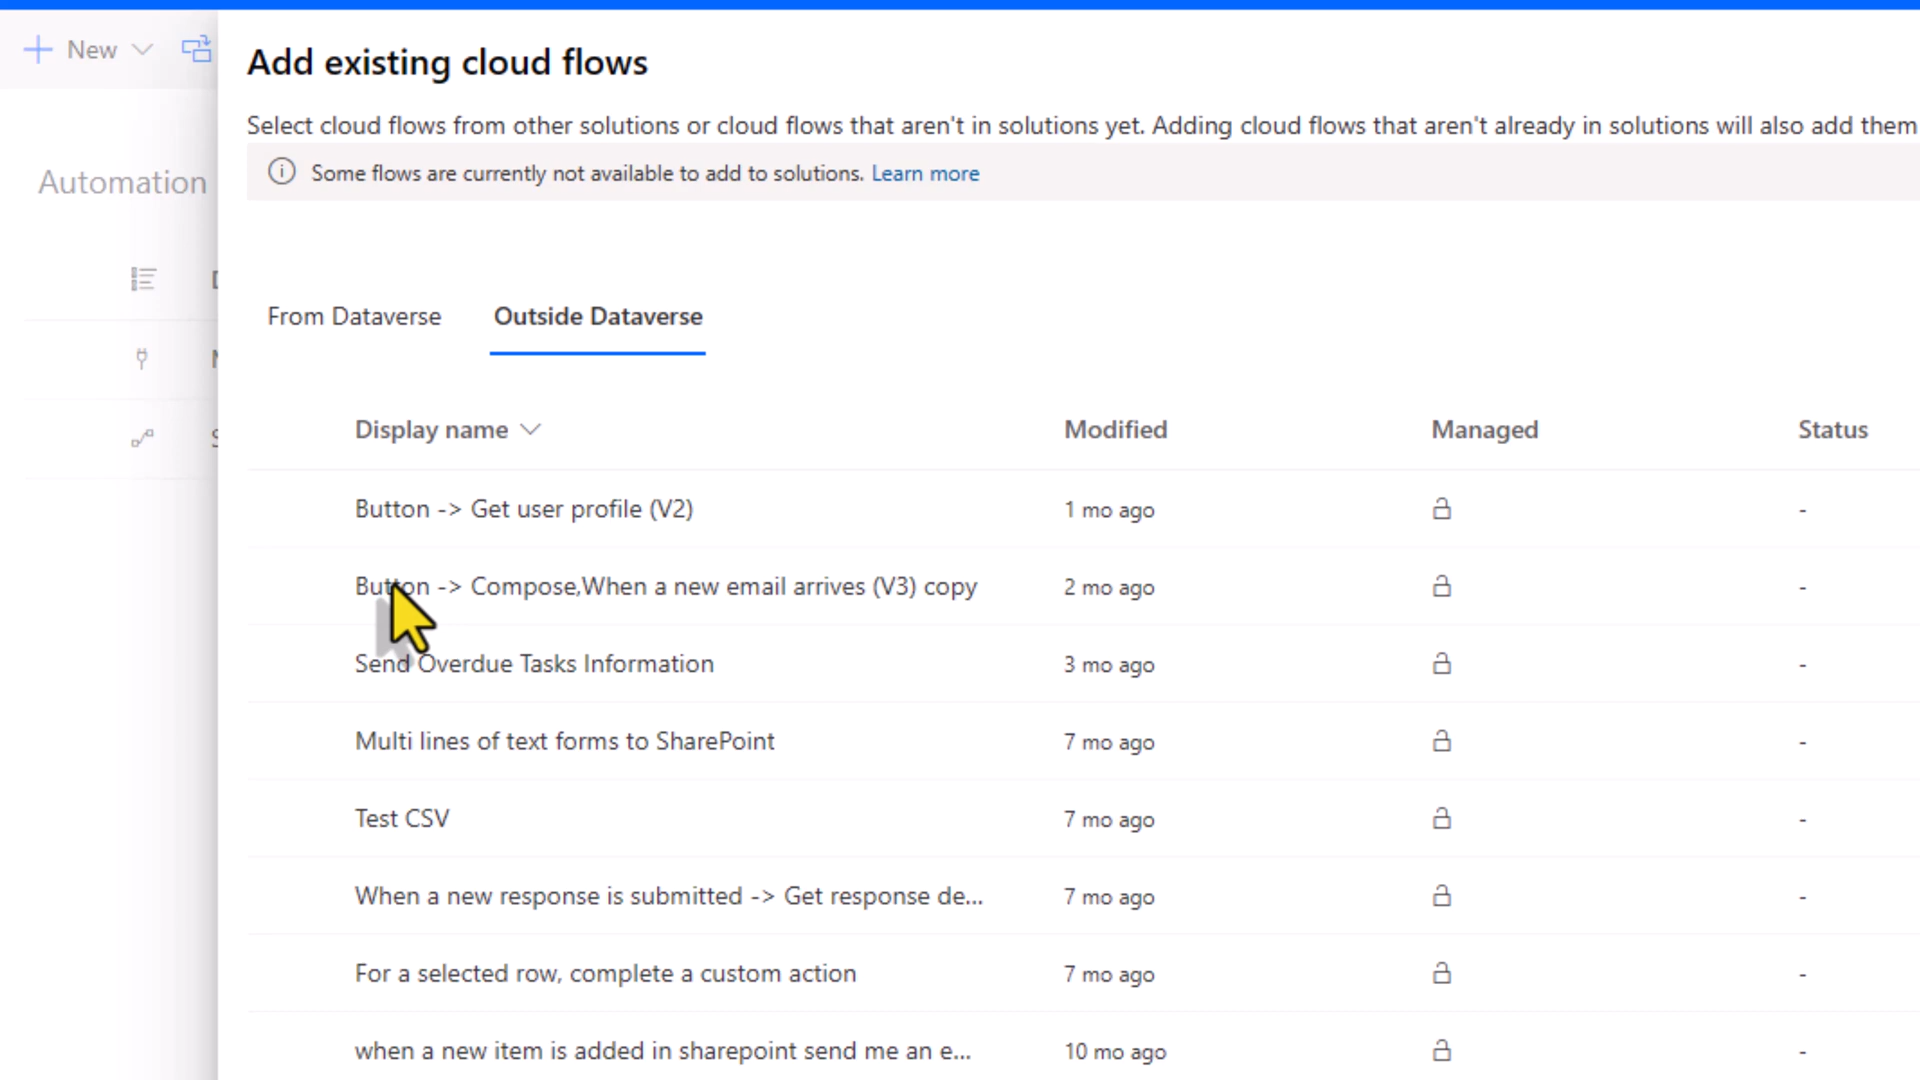 New
Add existing cloud flows
Select cloud flows from other solutions or cloud flows that aren't in solutions yet. Adding cloud flows that aren't already in solutions will also add them
Some flows are currently not available to add to solutions. Learn more
Automation
From Dataverse Outside Dataverse
Display name Modified Managed Status
Button -> Get user profile (V2) 1 mo ago -
Button -> Compose,When a new email arrives (V3) copy 2 mo ago -
Send Overdue Tasks Information 3 mo ago -
Multi lines of text forms to SharePoint 7 mo ago -
Test CSV 7 mo ago -
When a new response is submitted -> Get response de... 7 mo ago -
For a selected row, complete a custom action 7 mo ago -
when a new item is added in sharepoint send me an e... 10 mo ago -